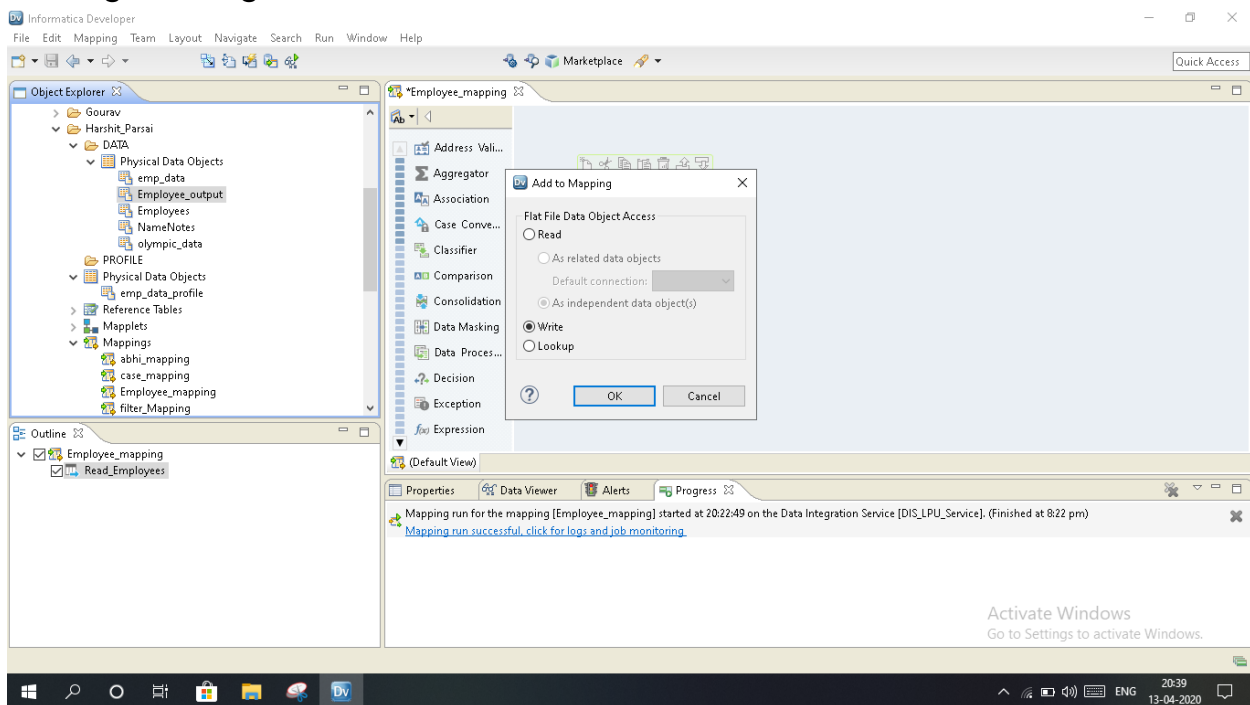 Informatica Developer
File Edit Mapping Team Layout Navigate Search Run Window Help
Marketplace
Quick Access
Object Explorer
Gourav
Harshit_Parsai
DATA
Physical Data Objects
emp_data
Employee_output
Employees
NameNotes
olympic_data
PROFILE
Physical Data Objects
emp_data_profile
Reference Tables
Mapplets
Mappings
abhi_mapping
case_mapping
Employee_mapping
filter_Mapping
Outline
Employee_mapping
Read_Employees
*Employee_mapping
Address Vali...
Aggregator
Association
Case Conve...
Classifier
Comparison
Consolidation
Data Masking
Data Proces...
Decision
Exception
Expression
Add to Mapping
Flat File Data Object Access
Read
As related data objects
Default connection:
As independent data object(s)
Write
Lookup
OK Cancel
(Default View)
Properties Data Viewer Alerts Progress
Mapping run for the mapping [Employee_mapping] started at 20:22:49 on the Data Integration Service [DIS_LPU_Service]. (Finished at 8:22 pm)
Mapping run successful, click for logs and job monitoring
Activate Windows
Go to Settings to activate Windows.
Dv
ENG
20:39
13-04-2020